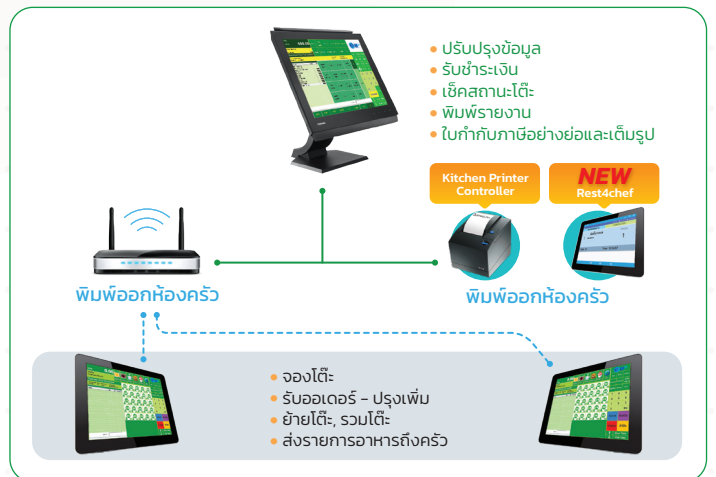 • ปรับปรุงข้อมูล
• รับชำระเงิน
• เช็คสถานะโต๊ะ
• พิมพ์รายงาน
• ใบกำกับภาษีอย่างย่อและเต็มรูป
Kitchen Printer
Controller
NEW
Rest4chef
พิมพ์ออกห้องครัว
พิมพ์ออกห้องครัว
• จองโต๊ะ
• รับออเดอร์ - ปรุงเพิ่ม
• ย้ายโต๊ะ, รวมโต๊ะ
• ส่งรายการอาหารถึงครัว